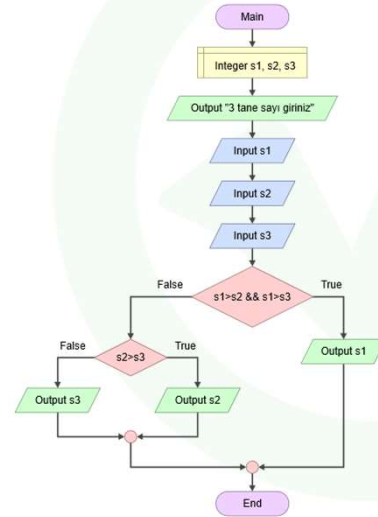 Main
Integer s1, s2, s3
Output "3 tane sayı giriniz"
Input s1
Input s2
Input s3
s1>s2 && s1>s3
False
True
s2>s3
False
True
Output s1
Output s3
Output s2
End